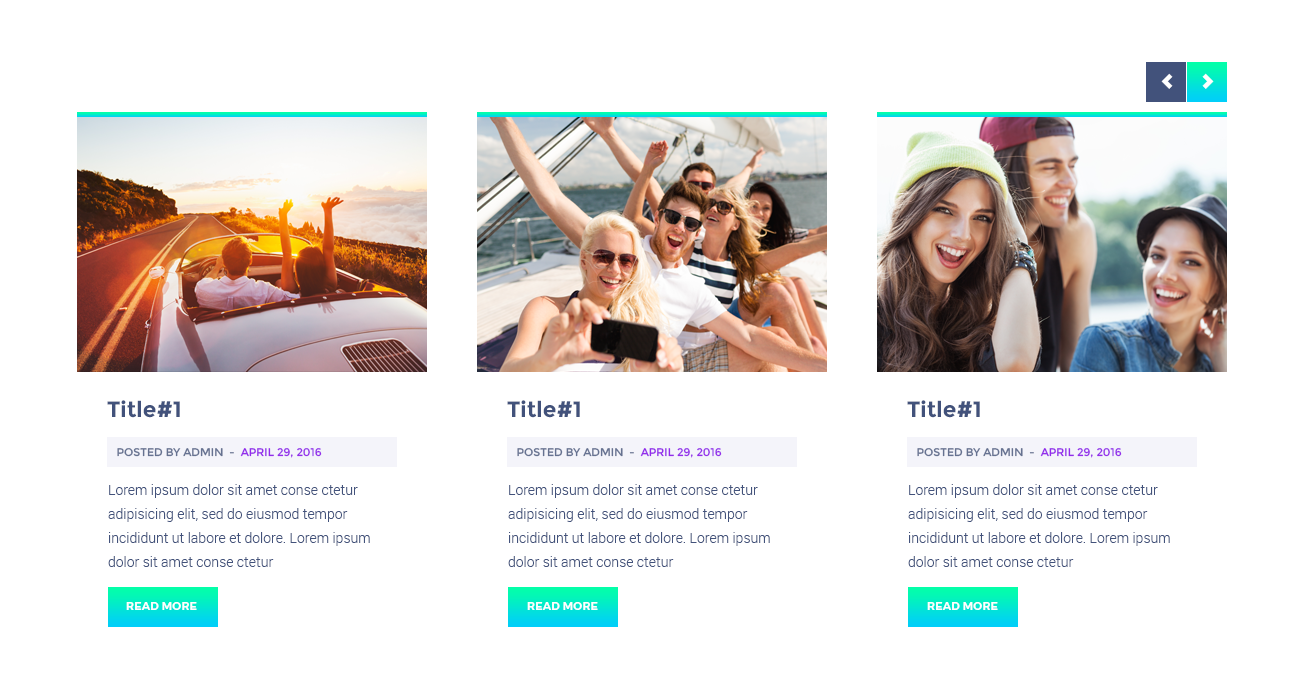 Title#1
POSTED BY ADMIN - APRIL 29, 2016
Lorem ipsum dolor sit amet conse ctetur
adipisicing elit, sed do eiusmod tempor
incididunt ut labore et dolore. Lorem ipsum
dolor sit amet conse ctetur
READ MORE
Title#1
POSTED BY ADMIN - APRIL 29, 2016
Lorem ipsum dolor sit amet conse ctetur
adipisicing elit, sed do eiusmod tempor
incididunt ut labore et dolore. Lorem ipsum
dolor sit amet conse ctetur
READ MORE
Title#1
POSTED BY ADMIN - APRIL 29, 2016
Lorem ipsum dolor sit amet conse ctetur
adipisicing elit, sed do eiusmod tempor
incididunt ut labore et dolore. Lorem ipsum
dolor sit amet conse ctetur
READ MORE